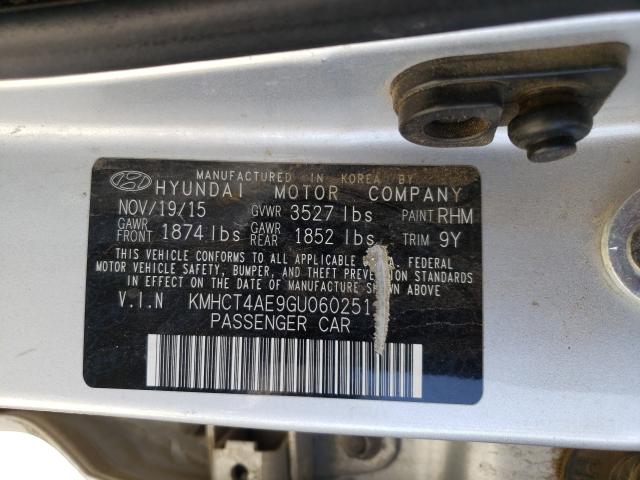 MANUFACTURED IN KOREA BY
HYUNDAI MOTOR COMPANY
NOV/19/15 GVWR 3527 lbs PAINT RHM
GAWR FRONT 1874 lbs GAWR REAR 1852 lbs TRIM 9Y
THIS VEHICLE CONFORMS TO ALL APPLICABLE U.S.A. FEDERAL
MOTOR VEHICLE SAFETY, BUMPER, AND THEFT PREVENTION STANDARDS
IN EFFECT ON THE DATE OF MANUFACTURE SHOWN ABOVE
V.I.N KMHCT4AE9GU060251
PASSENGER CAR